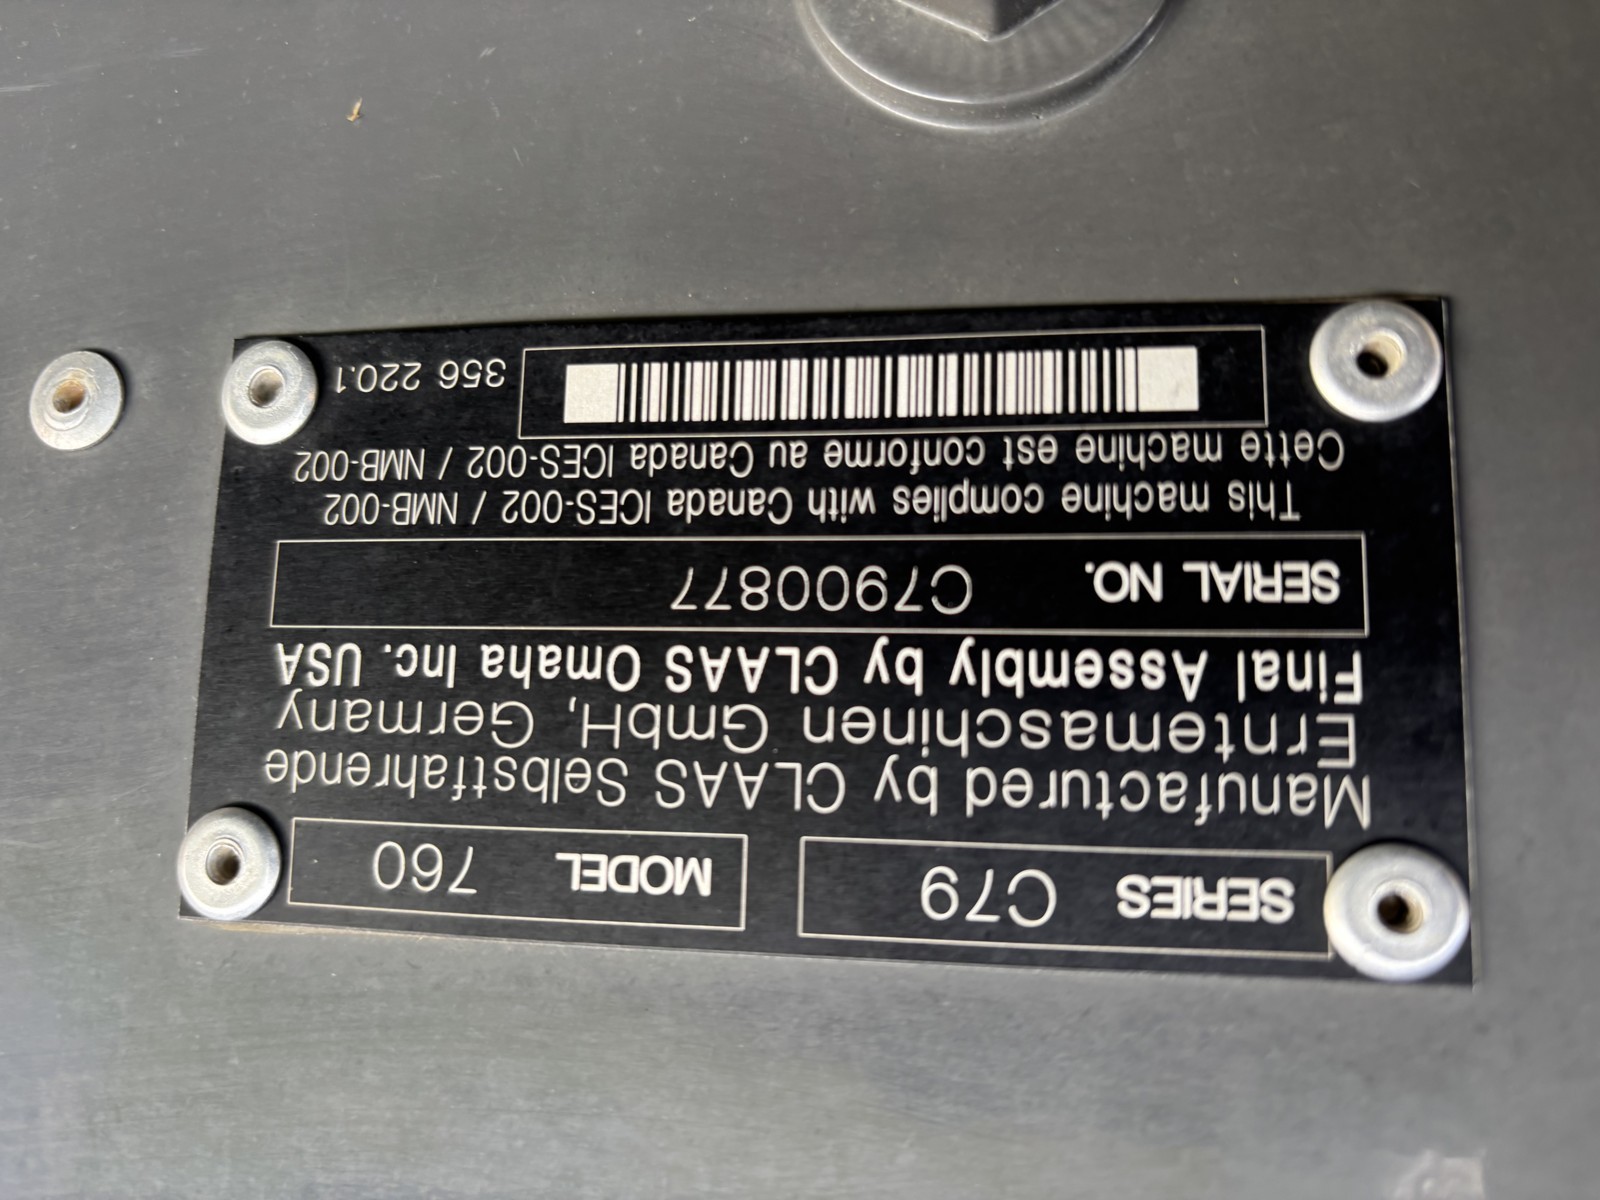 SERIES C79 MODEL 760
Manufactured by CLAAS Selbstfahrende
Erntemaschinen GmbH, Germany
Final Assembly by CLAAS Omaha Inc. USA
SERIAL NO. C7900877
This machine complies with Canada ICES-002 / NMB-002
Cette machine est conforme au Canada ICES-002 / NMB-002
356 220.1